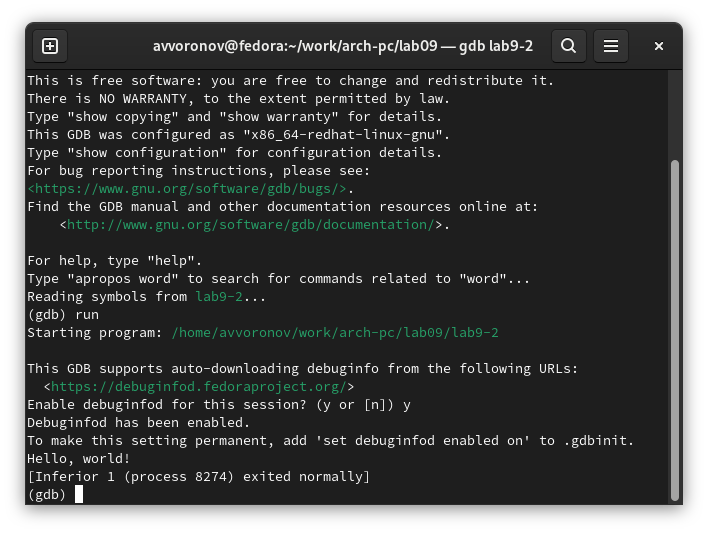 avvoronov@fedora:~/work/arch-pc/lab09 — gdb lab9-2
This is free software: you are free to change and redistribute it.
There is NO WARRANTY, to the extent permitted by law.
Type "show copying" and "show warranty" for details.
This GDB was configured as "x86_64-redhat-linux-gnu".
Type "show configuration" for configuration details.
For bug reporting instructions, please see:
<https://www.gnu.org/software/gdb/bugs/>.
Find the GDB manual and other documentation resources online at:
    <http://www.gnu.org/software/gdb/documentation/>.
For help, type "help".
Type "apropos word" to search for commands related to "word"...
Reading symbols from lab9-2...
(gdb) run
Starting program: /home/avvoronov/work/arch-pc/lab09/lab9-2
This GDB supports auto-downloading debuginfo from the following URLs:
  <https://debuginfod.fedoraproject.org/>
Enable debuginfod for this session? (y or [n]) y
Debuginfod has been enabled.
To make this setting permanent, add 'set debuginfod enabled on' to .gdbinit.
Hello, world!
[Inferior 1 (process 8274) exited normally]
(gdb)